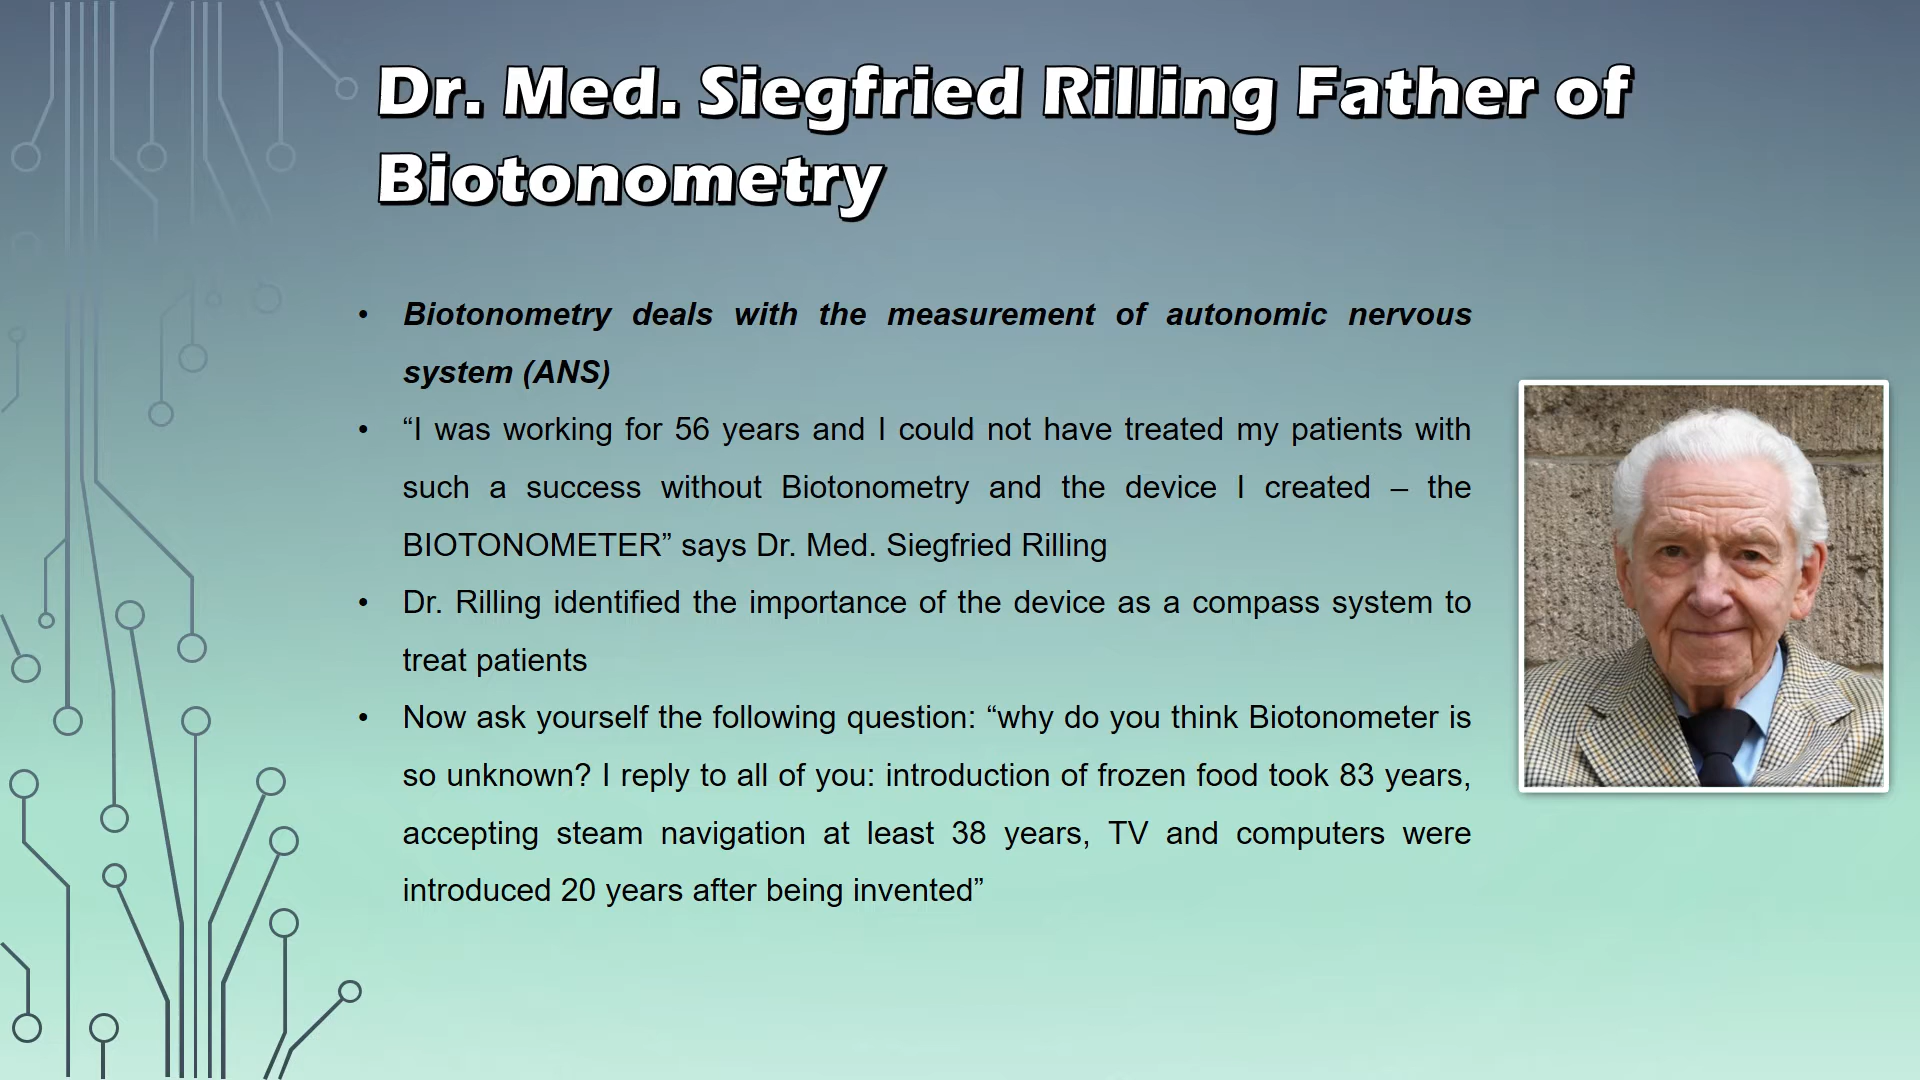 Dr. Med. Siegfried Rilling Father of
Biotonometry
• Biotonometry deals with the measurement of autonomic nervous
system (ANS)
• “I was working for 56 years and I could not have treated my patients with
such a success without Biotonometry and the device I created – the
BIOTONOMETER” says Dr. Med. Siegfried Rilling
• Dr. Rilling identified the importance of the device as a compass system to
treat patients
• Now ask yourself the following question: “why do you think Biotonometer is
so unknown? I reply to all of you: introduction of frozen food took 83 years,
accepting steam navigation at least 38 years, TV and computers were
introduced 20 years after being invented”